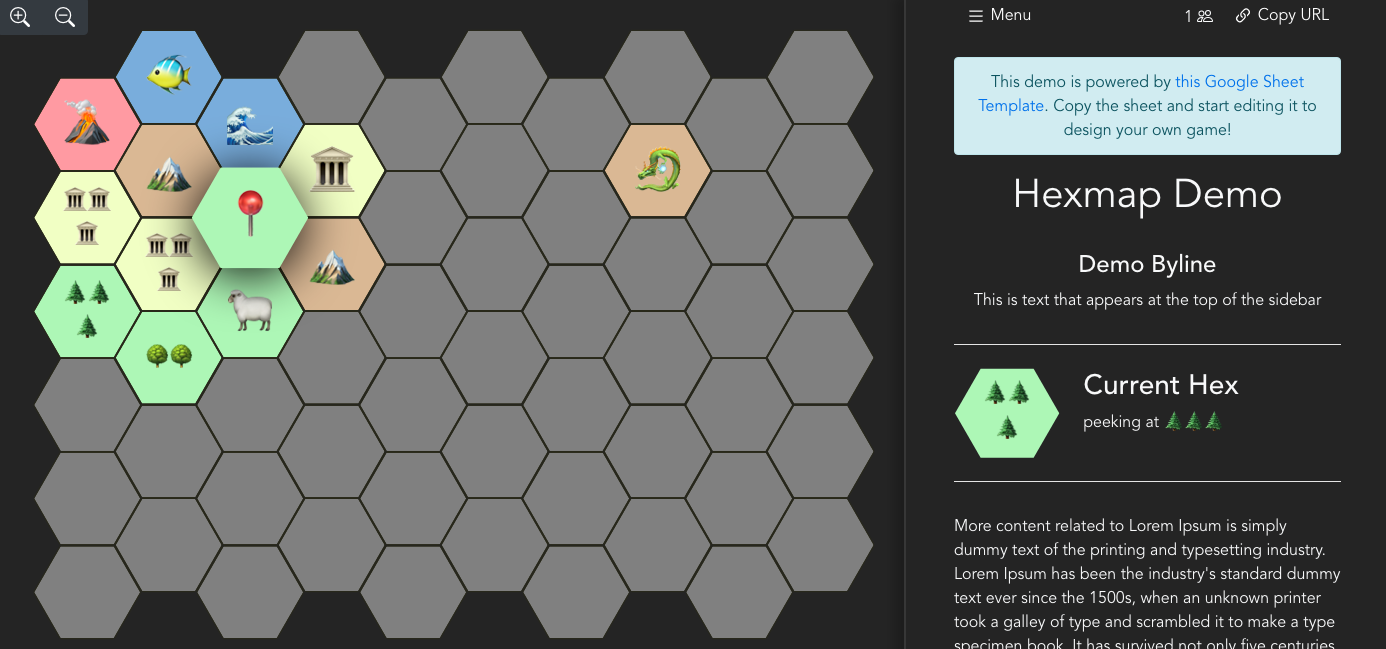 Menu
1
Copy URL
This demo is powered by this Google Sheet
Template. Copy the sheet and start editing it to
design your own game!
Hexmap Demo
Demo Byline
This is text that appears at the top of the sidebar
Current Hex
peeking at 🌲🌲🌲
More content related to Lorem Ipsum is simply
dummy text of the printing and typesetting industry.
Lorem Ipsum has been the industry's standard dummy
text ever since the 1500s, when an unknown printer
took a galley of type and scrambled it to make a type
specimen book. It has survived not only five centuries,